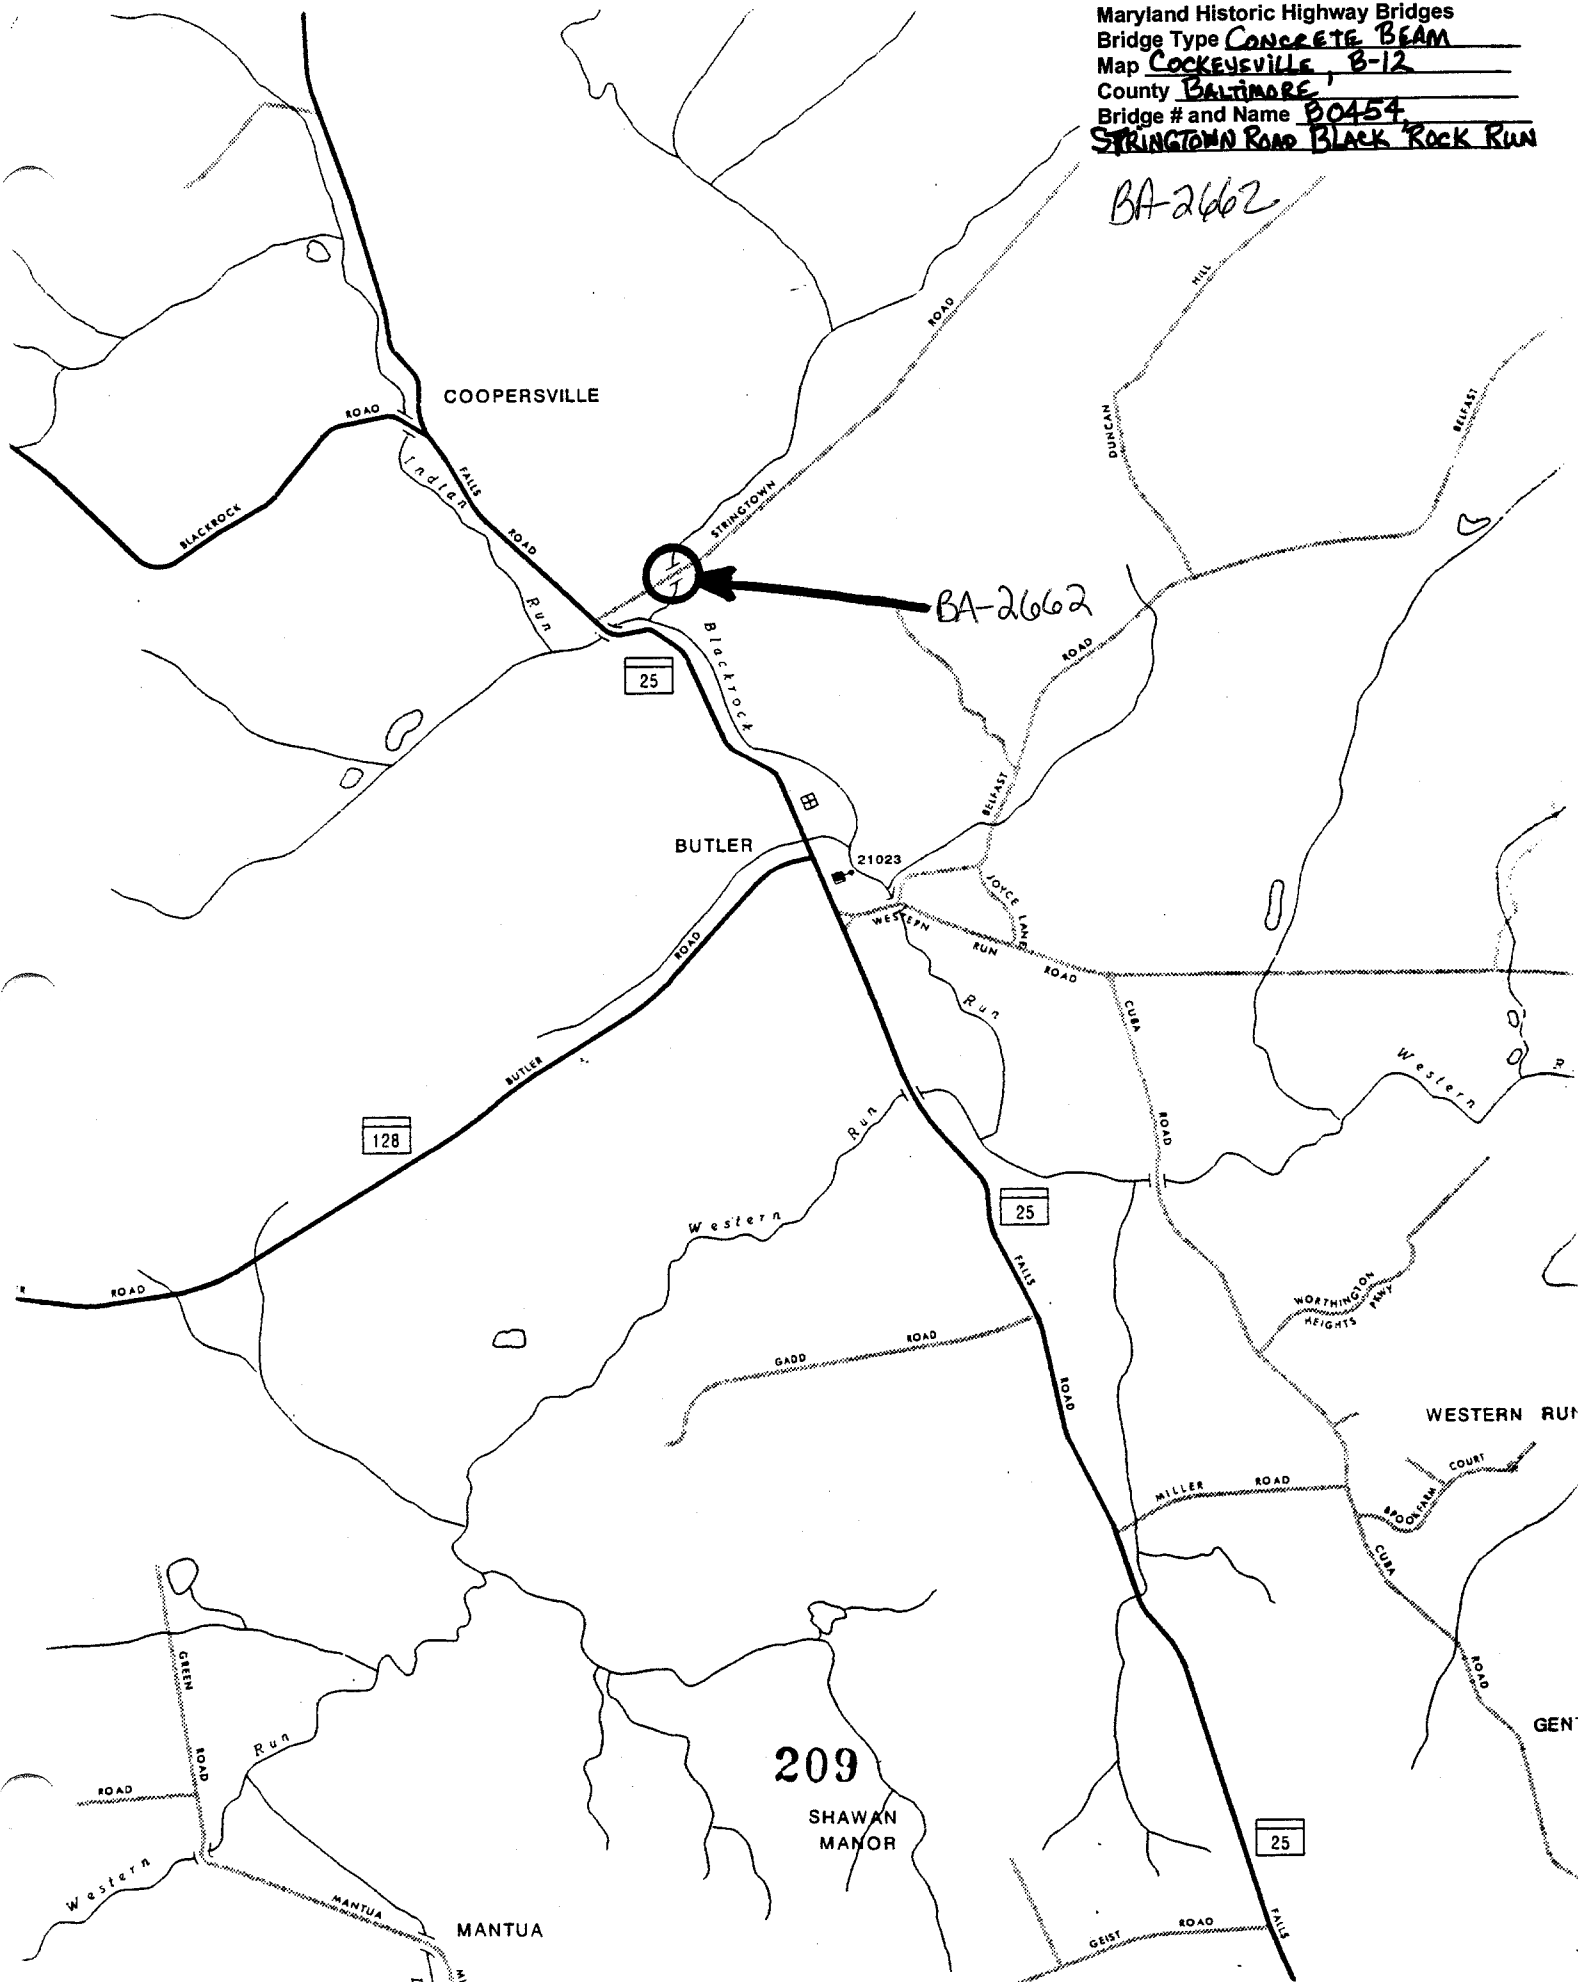 Maryland Historic Highway Bridges
Bridge Type CONCRETE BEAM
Map COCKEYSVILLE, B-12
County BALTIMORE
Bridge # and Name B0454,
STRINGTOWN ROAD BLACK ROCK RUN
BA-2662
HILL
ROAD
COOPERSVILLE
ROAD
DUNCAN
BELFAST
Indian
FALLS
STRINGTOWN
BLACKROCK
ROAD
BA-2662
Run
Blackrock
ROAD
25
BELFAST
BUTLER
21023
JOYCE LANE
WESTERN
RUN
ROAD
ROAD
Run
CUBA
BUTLER
Western
R
128
Run
ROAD
25
Western
FALLS
R
ROAD
WORTHINGTON
HEIGHTS
PKWY
GADD
ROAD
ROAD
WESTERN RUN
COURT
MILLER
ROAD
CUBA
GREEN
ROAD
Run
ROAD
GEN
ROAD
209
SHAWAN
MANOR
25
Western
MANTUA
MANTUA
FALLS
GEIST
ROAD